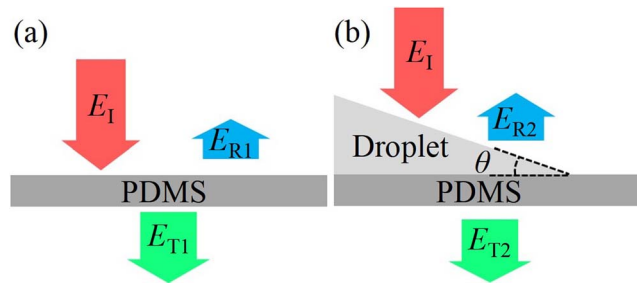 (a)
E_I
E_R1
PDMS
E_T1
(b)
E_I
E_R2
Droplet
θ
PDMS
E_T2